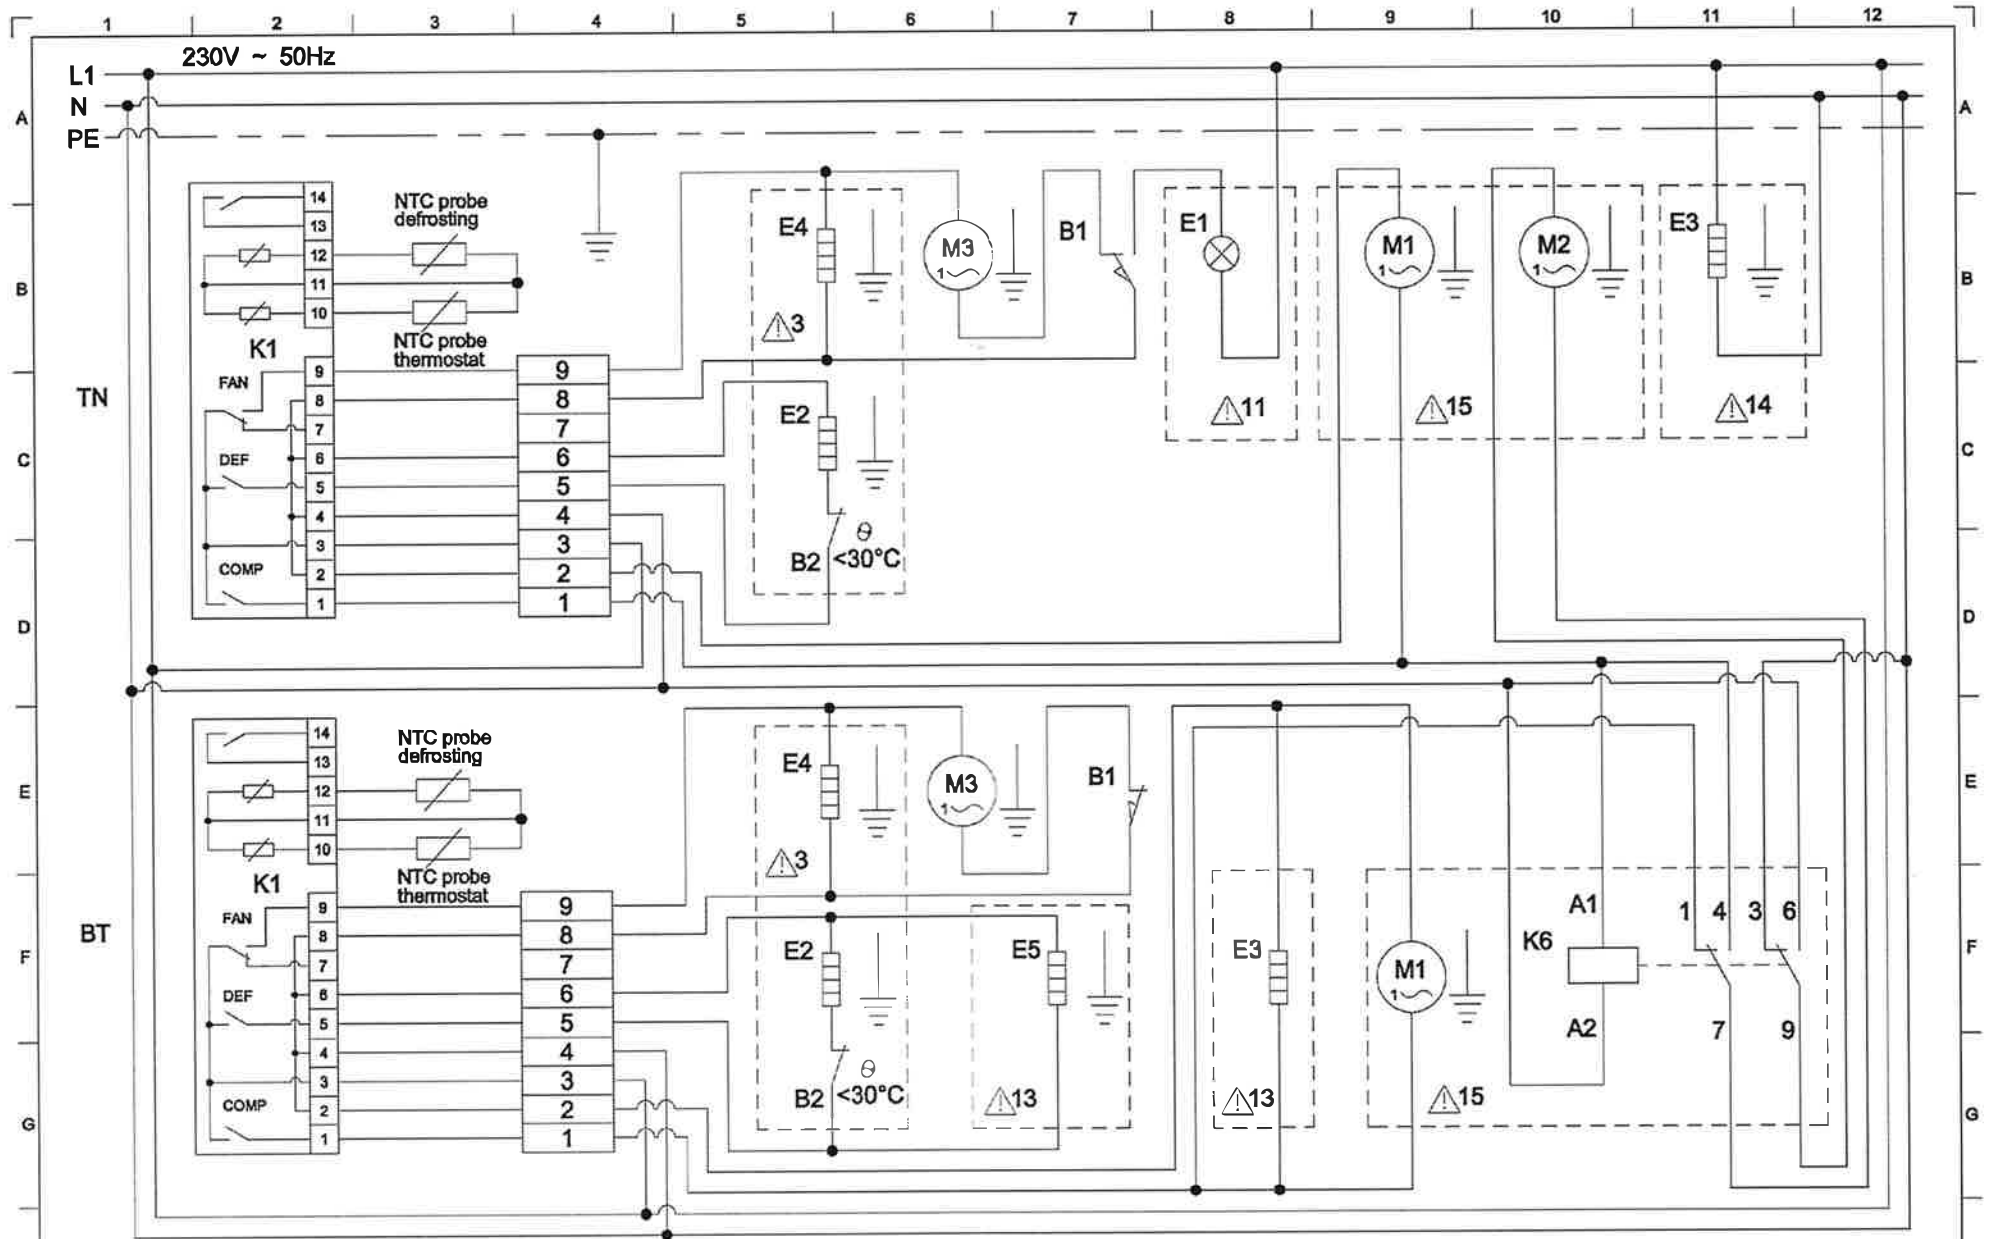 1 2 3 4 5 6 7 8 9 10 11 12
230V ~ 50Hz
L1
N
PE
A A
B B
C C
D D
E E
F F
G G
TN
14
13
12
11
10
K1
9
8
7
6
5
4
3
2
1
FAN
DEF
COMP
NTC probe
defrosting
NTC probe
thermostat
9
8
7
6
5
4
3
2
1
E4
⚠3
E2
B2
θ
<30°C
M3
1~
B1
E1
⚠11
M1
1~
M2
1~
⚠15
E3
⚠14
BT
14
13
12
11
10
K1
9
8
7
6
5
4
3
2
1
FAN
DEF
COMP
NTC probe
defrosting
NTC probe
thermostat
9
8
7
6
5
4
3
2
1
E4
⚠3
E2
B2
θ
<30°C
M3
1~
B1
E5
⚠13
E3
⚠13
M1
1~
⚠15
A1
K6
A2
1 4 3 6
7 9